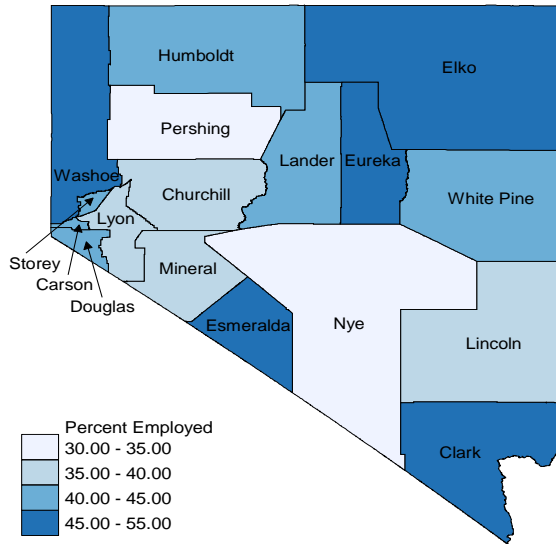 Humboldt
Elko
Pershing
Lander
Eureka
Washoe
Churchill
White Pine
Lyon
Storey
Carson
Mineral
Douglas
Esmeralda
Nye
Lincoln
Clark
Percent Employed
30.00 - 35.00
35.00 - 40.00
40.00 - 45.00
45.00 - 55.00